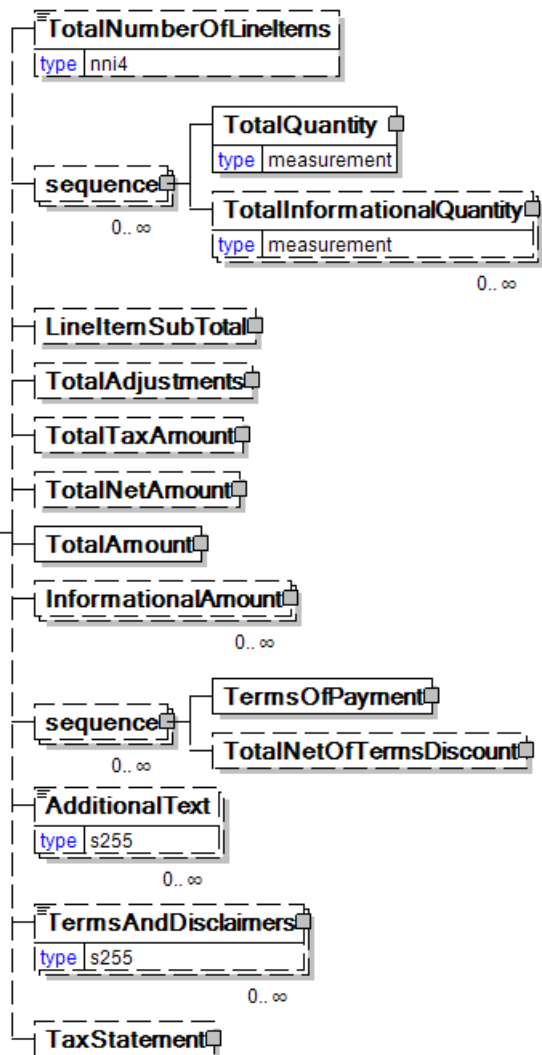 TotalNumberOfLineItems
type nni4
TotalQuantity
type measurement
sequence
0.. ∞
TotalInformationalQuantity
type measurement
0.. ∞
LineItemSubTotal
TotalAdjustments
TotalTaxAmount
TotalNetAmount
TotalAmount
InformationalAmount
0.. ∞
TermsOfPayment
sequence
0.. ∞
TotalNetOfTermsDiscount
AdditionalText
type s255
0.. ∞
TermsAndDisclaimers
type s255
0.. ∞
TaxStatement